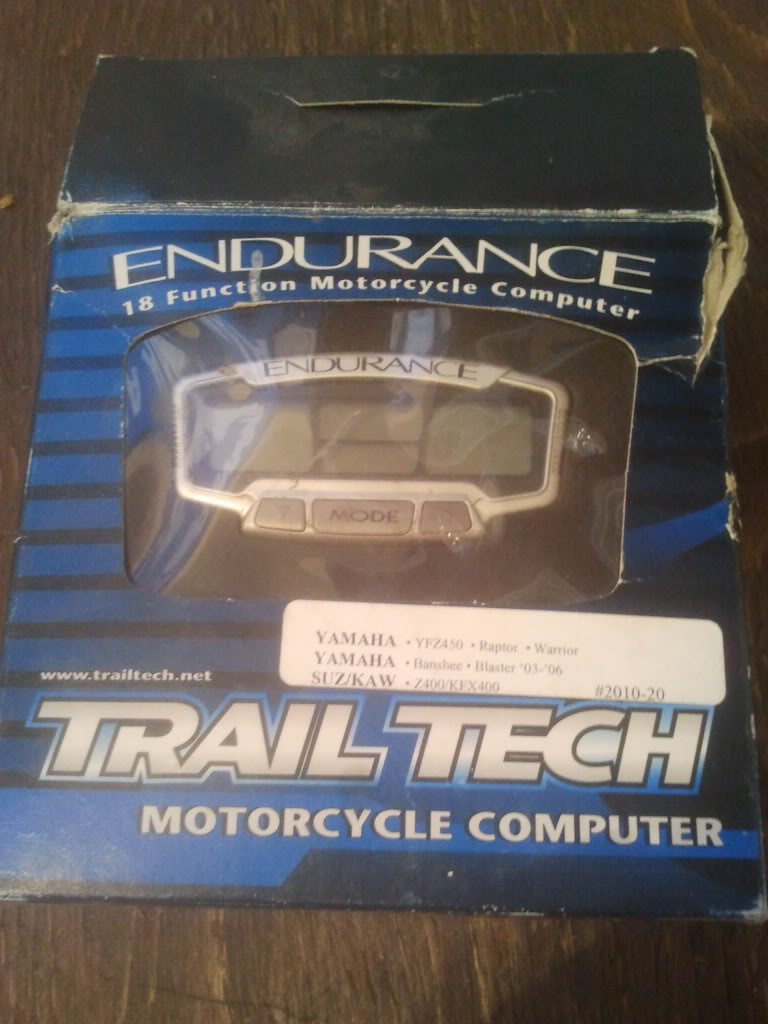 ENDURANCE
18 Function Motorcycle Computer
ENDURANCE
MODE
YAMAHA • YFZ450 • Raptor • Warrior
YAMAHA • Banshee • Blaster '03-'06
SUZ/KAW • Z400/KFX400 #2010-20
www.trailtech.net
TRAIL TECH
MOTORCYCLE COMPUTER